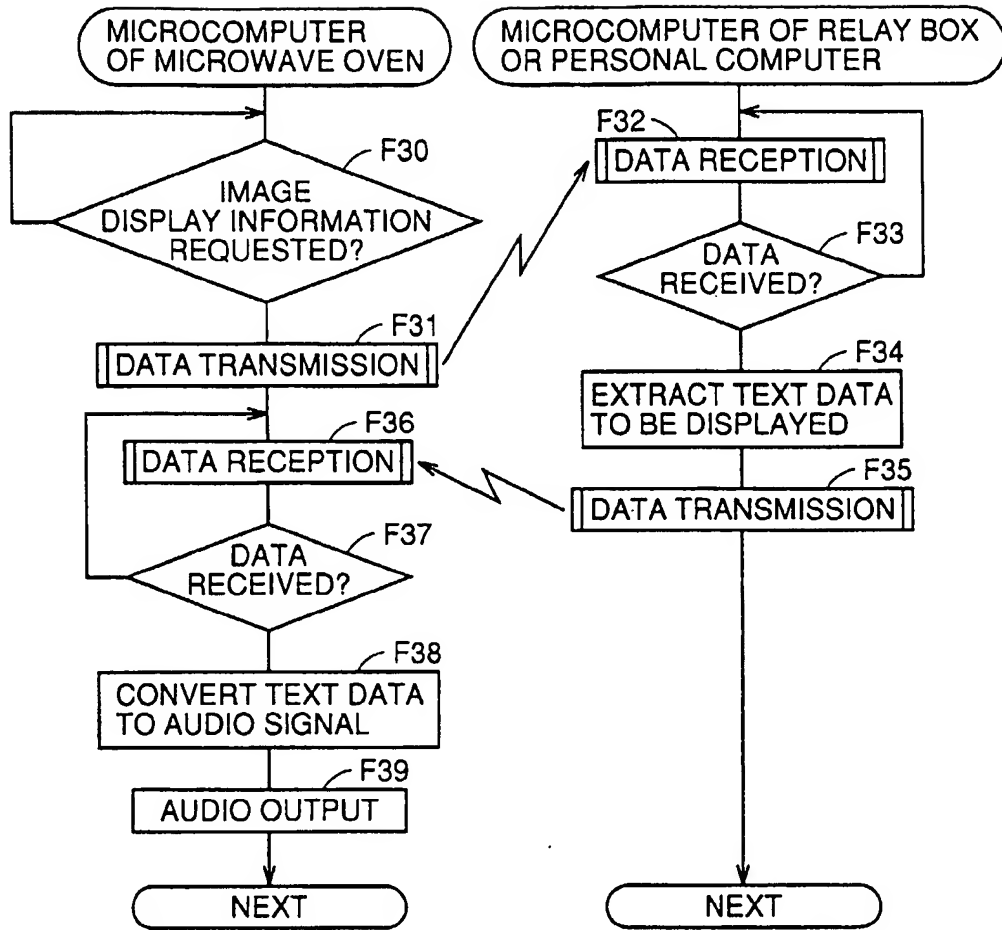 MICROCOMPUTER
OF MICROWAVE OVEN
F30
IMAGE
DISPLAY INFORMATION
REQUESTED?
F31
DATA TRANSMISSION
F36
DATA RECEPTION
F37
DATA
RECEIVED?
F38
CONVERT TEXT DATA
TO AUDIO SIGNAL
F39
AUDIO OUTPUT
NEXT
MICROCOMPUTER OF RELAY BOX
OR PERSONAL COMPUTER
F32
DATA RECEPTION
F33
DATA
RECEIVED?
F34
EXTRACT TEXT DATA
TO BE DISPLAYED
F35
DATA TRANSMISSION
NEXT